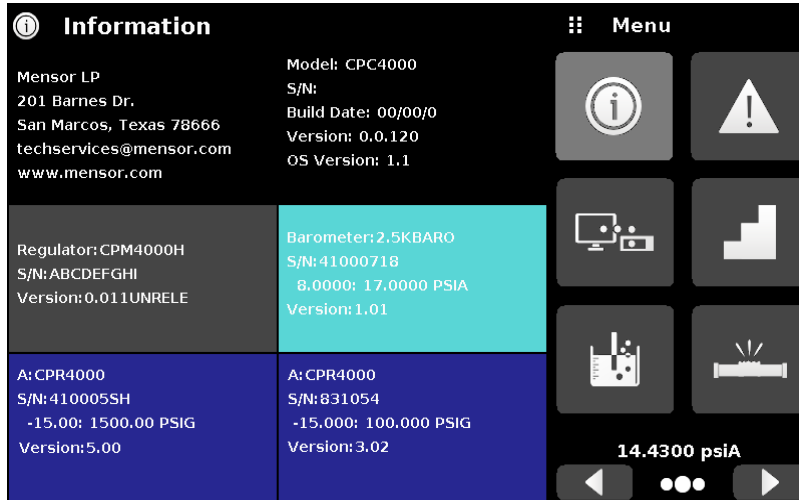 Information
Mensor LP
201 Barnes Dr.
San Marcos, Texas 78666
techservices@mensor.com
www.mensor.com
Model: CPC4000
S/N:
Build Date: 00/00/0
Version: 0.0.120
OS Version: 1.1
Regulator:CPM4000H
S/N:ABCDEFGHI
Version:0.011UNRELE
Barometer:2.5KBARO
S/N:41000718
8.0000: 17.0000 PSIA
Version:1.01
A:CPR4000
S/N:410005SH
-15.00: 1500.00 PSIG
Version:5.00
A:CPR4000
S/N:831054
-15.000: 100.000 PSIG
Version:3.02
Menu
14.4300 psiA